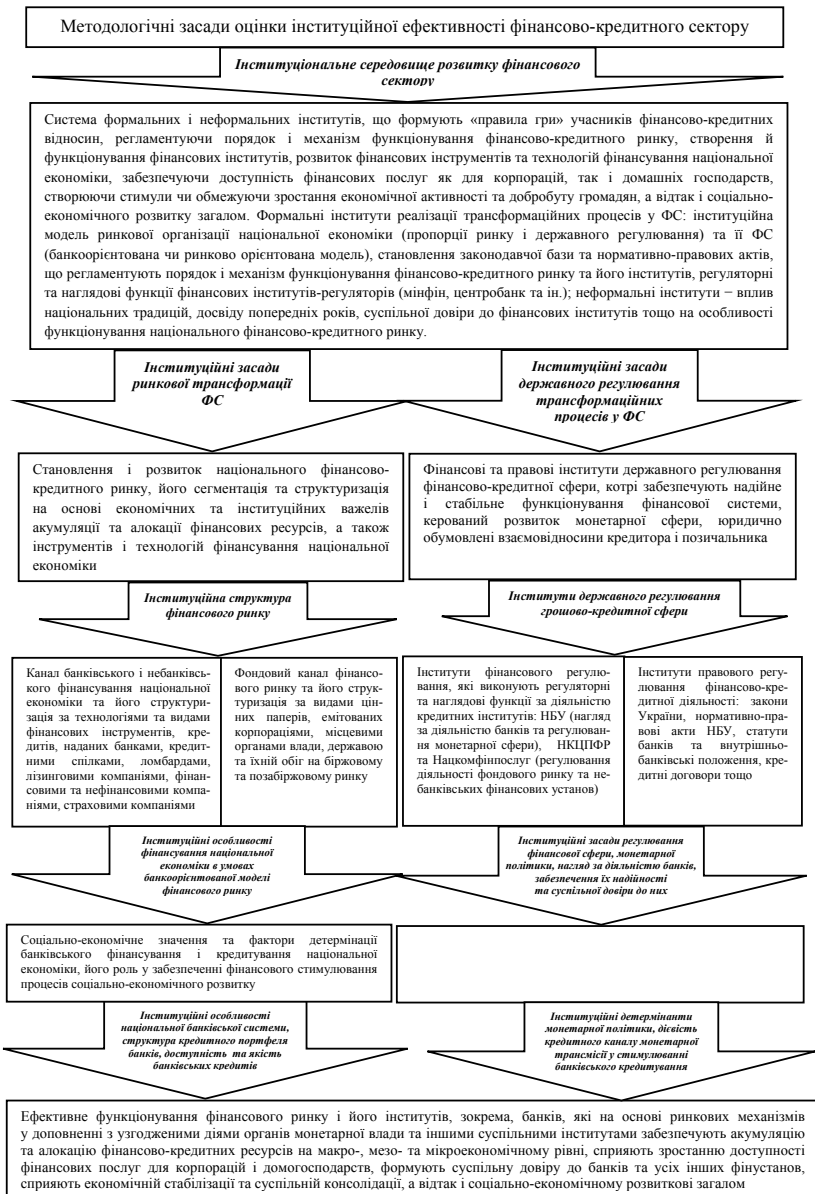 Методологічні засади оцінки інституційної ефективності фінансово-кредитного сектору
Інституціональне середовище розвитку фінансового
сектору
Система формальних і неформальних інститутів, що формують «правила гри» учасників фінансово-кредитних
відносин, регламентуючи порядок і механізм функціонування фінансово-кредитного ринку, створення й
функціонування фінансових інститутів, розвиток фінансових інструментів та технологій фінансування національної
економіки, забезпечуючи доступність фінансових послуг як для корпорацій, так і домашніх господарств,
створюючи стимули чи обмежуючи зростання економічної активності та добробуту громадян, а відтак і соціально-
економічного розвитку загалом. Формальні інститути реалізації трансформаційних процесів у ФС: інституційна
модель ринкової організації національної економіки (пропорції ринку і державного регулювання) та її ФС
(банкоорієнтована чи ринково орієнтована модель), становлення законодавчої бази та нормативно-правових актів,
що регламентують порядок і механізм функціонування фінансово-кредитного ринку та його інститутів, регуляторні
та наглядові функції фінансових інститутів-регуляторів (мінфін, центробанк та ін.); неформальні інститути − вплив
національних традицій, досвіду попередніх років, суспільної довіри до фінансових інститутів тощо на особливості
функціонування національного фінансово-кредитного ринку.
Інституційні засади
ринкової трансформації
ФС
Інституційні засади
державного регулювання
трансформаційних
процесів у ФС
Становлення і розвиток національного фінансово-
кредитного ринку, його сегментація та структуризація
на основі економічних та інституційних важелів
акумуляції та алокації фінансових ресурсів, а також
інструментів і технологій фінансування національної
економіки
Фінансові та правові інститути державного регулювання
фінансово-кредитної сфери, котрі забезпечують надійне
і стабільне функціонування фінансової системи,
керований розвиток монетарної сфери, юридично
обумовлені взаємовідносини кредитора і позичальника
Інституційна структура
фінансового ринку
Інститути державного регулювання
грошово-кредитної сфери
Канал банківського і небанківсь-
кого фінансування національної
економіки та його структури-
зація за технологіями та видами
фінансових інструментів, кре-
дитів, наданих банками, кредит-
ними спілками, ломбардами,
лізинговими компаніями, фінан-
совими та нефінансовими компа-
ніями, страховими компаніями
Фондовий канал фінансо-
вого ринку та його струк-
туризація за видами цін-
них паперів, емітованих
корпораціями, місцевими
органами влади, державою
та їхній обіг на біржовому
та позабіржовому ринку
Інститути фінансового регулю-
вання, які виконують регуляторні
та наглядові функції за діяльністю
кредитних інститутів: НБУ (нагляд
за діяльністю банків та регулюван-
ня монетарної сфери), НКЦПФР
та Нацкомфінпослуг (регулювання
діяльності фондового ринку та не-
банківських фінансових установ)
Інститути правового регу-
лювання фінансово-кре-
дитної діяльності: закони
України, нормативно-пра-
вові акти НБУ, статути
банків та внутрішньо-
банківські положення, кре-
дитні договори тощо
Інституційні особливості
фінансування національної
економіки в умовах
банкоорієнтованої моделі
фінансового ринку
Інституційні засади регулювання
фінансової сфери, монетарної
політики, нагляд за діяльністю банків,
забезпечення їх надійності
та суспільної довіри до них
Соціально-економічне значення та фактори детермінації
банківського фінансування і кредитування національної
економіки, його роль у забезпеченні фінансового стимулювання
процесів соціально-економічного розвитку
Інституційні особливості
національної банківської системи,
структура кредитного портфеля
банків, доступність та якість
банківських кредитів
Інституційні детермінанти
монетарної політики, дієвість
кредитного каналу монетарної
трансмісії у стимулюванні
банківського кредитування
Ефективне функціонування фінансового ринку і його інститутів, зокрема, банків, які на основі ринкових механізмів
у доповненні з узгодженими діями органів монетарної влади та іншими суспільними інститутами забезпечують акумуляцію
та алокацію фінансово-кредитних ресурсів на макро-, мезо- та мікроекономічному рівні, сприяють зростанню доступності
фінансових послуг для корпорацій і домогосподарств, формують суспільну довіру до банків та усіх інших фінустанов,
сприяють економічній стабілізації та суспільній консолідації, а відтак і соціально-економічному розвиткові загалом